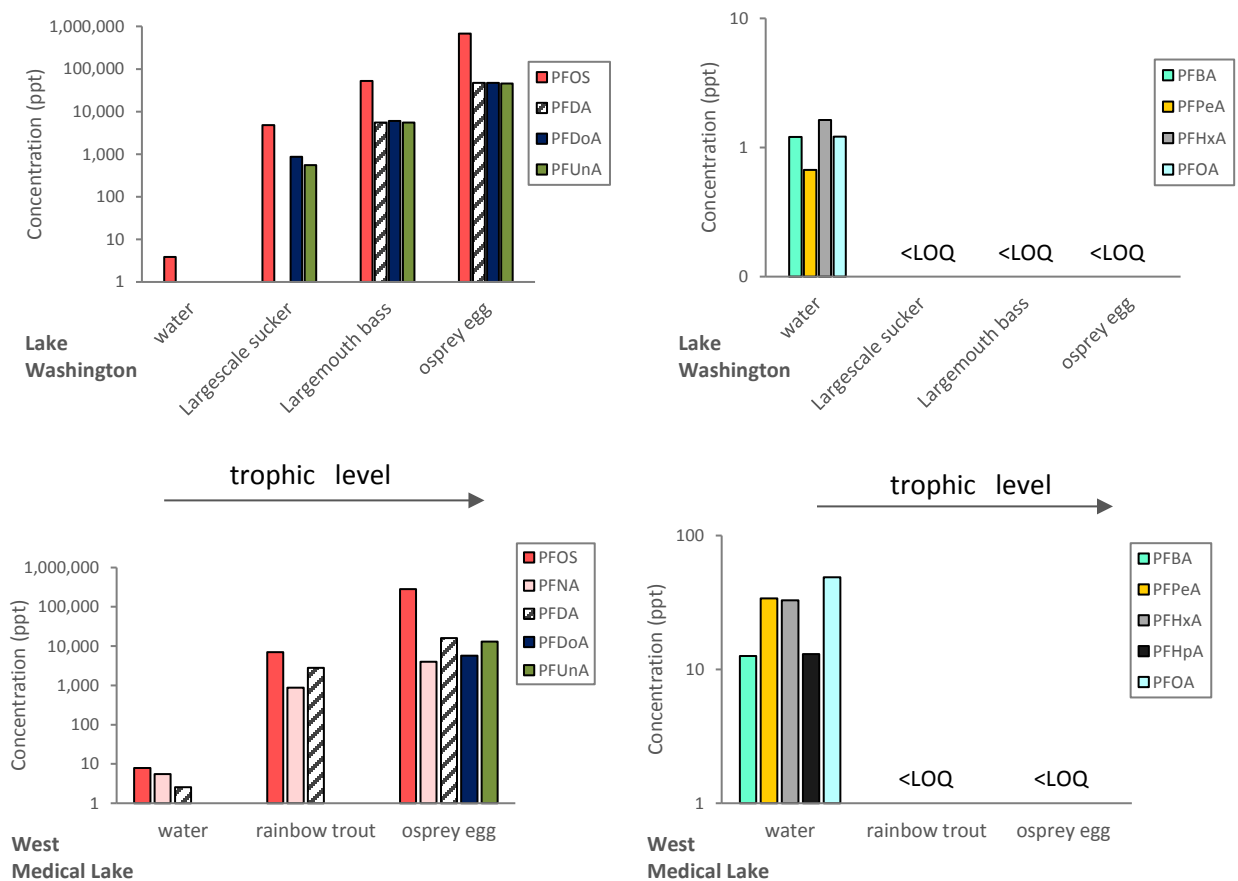 Concentration (ppt)
1,000,000
100,000
10,000
1,000
100
10
1
PFOS
PFDA
PFDoA
PFUnA
water
Largescale sucker
Largemouth bass
osprey egg
Lake
Washington
Concentration (ppt)
10
1
0
PFBA
PFPeA
PFHxA
PFOA
<LOQ
<LOQ
<LOQ
water
Largescale sucker
Largemouth bass
osprey egg
Lake
Washington
trophic level
Concentration (ppt)
1,000,000
100,000
10,000
1,000
100
10
1
PFOS
PFNA
PFDA
PFDoA
PFUnA
water
rainbow trout
osprey egg
West
Medical Lake
trophic level
Concentration (ppt)
100
10
1
PFBA
PFPeA
PFHxA
PFHpA
PFOA
<LOQ
<LOQ
water
rainbow trout
osprey egg
West
Medical Lake